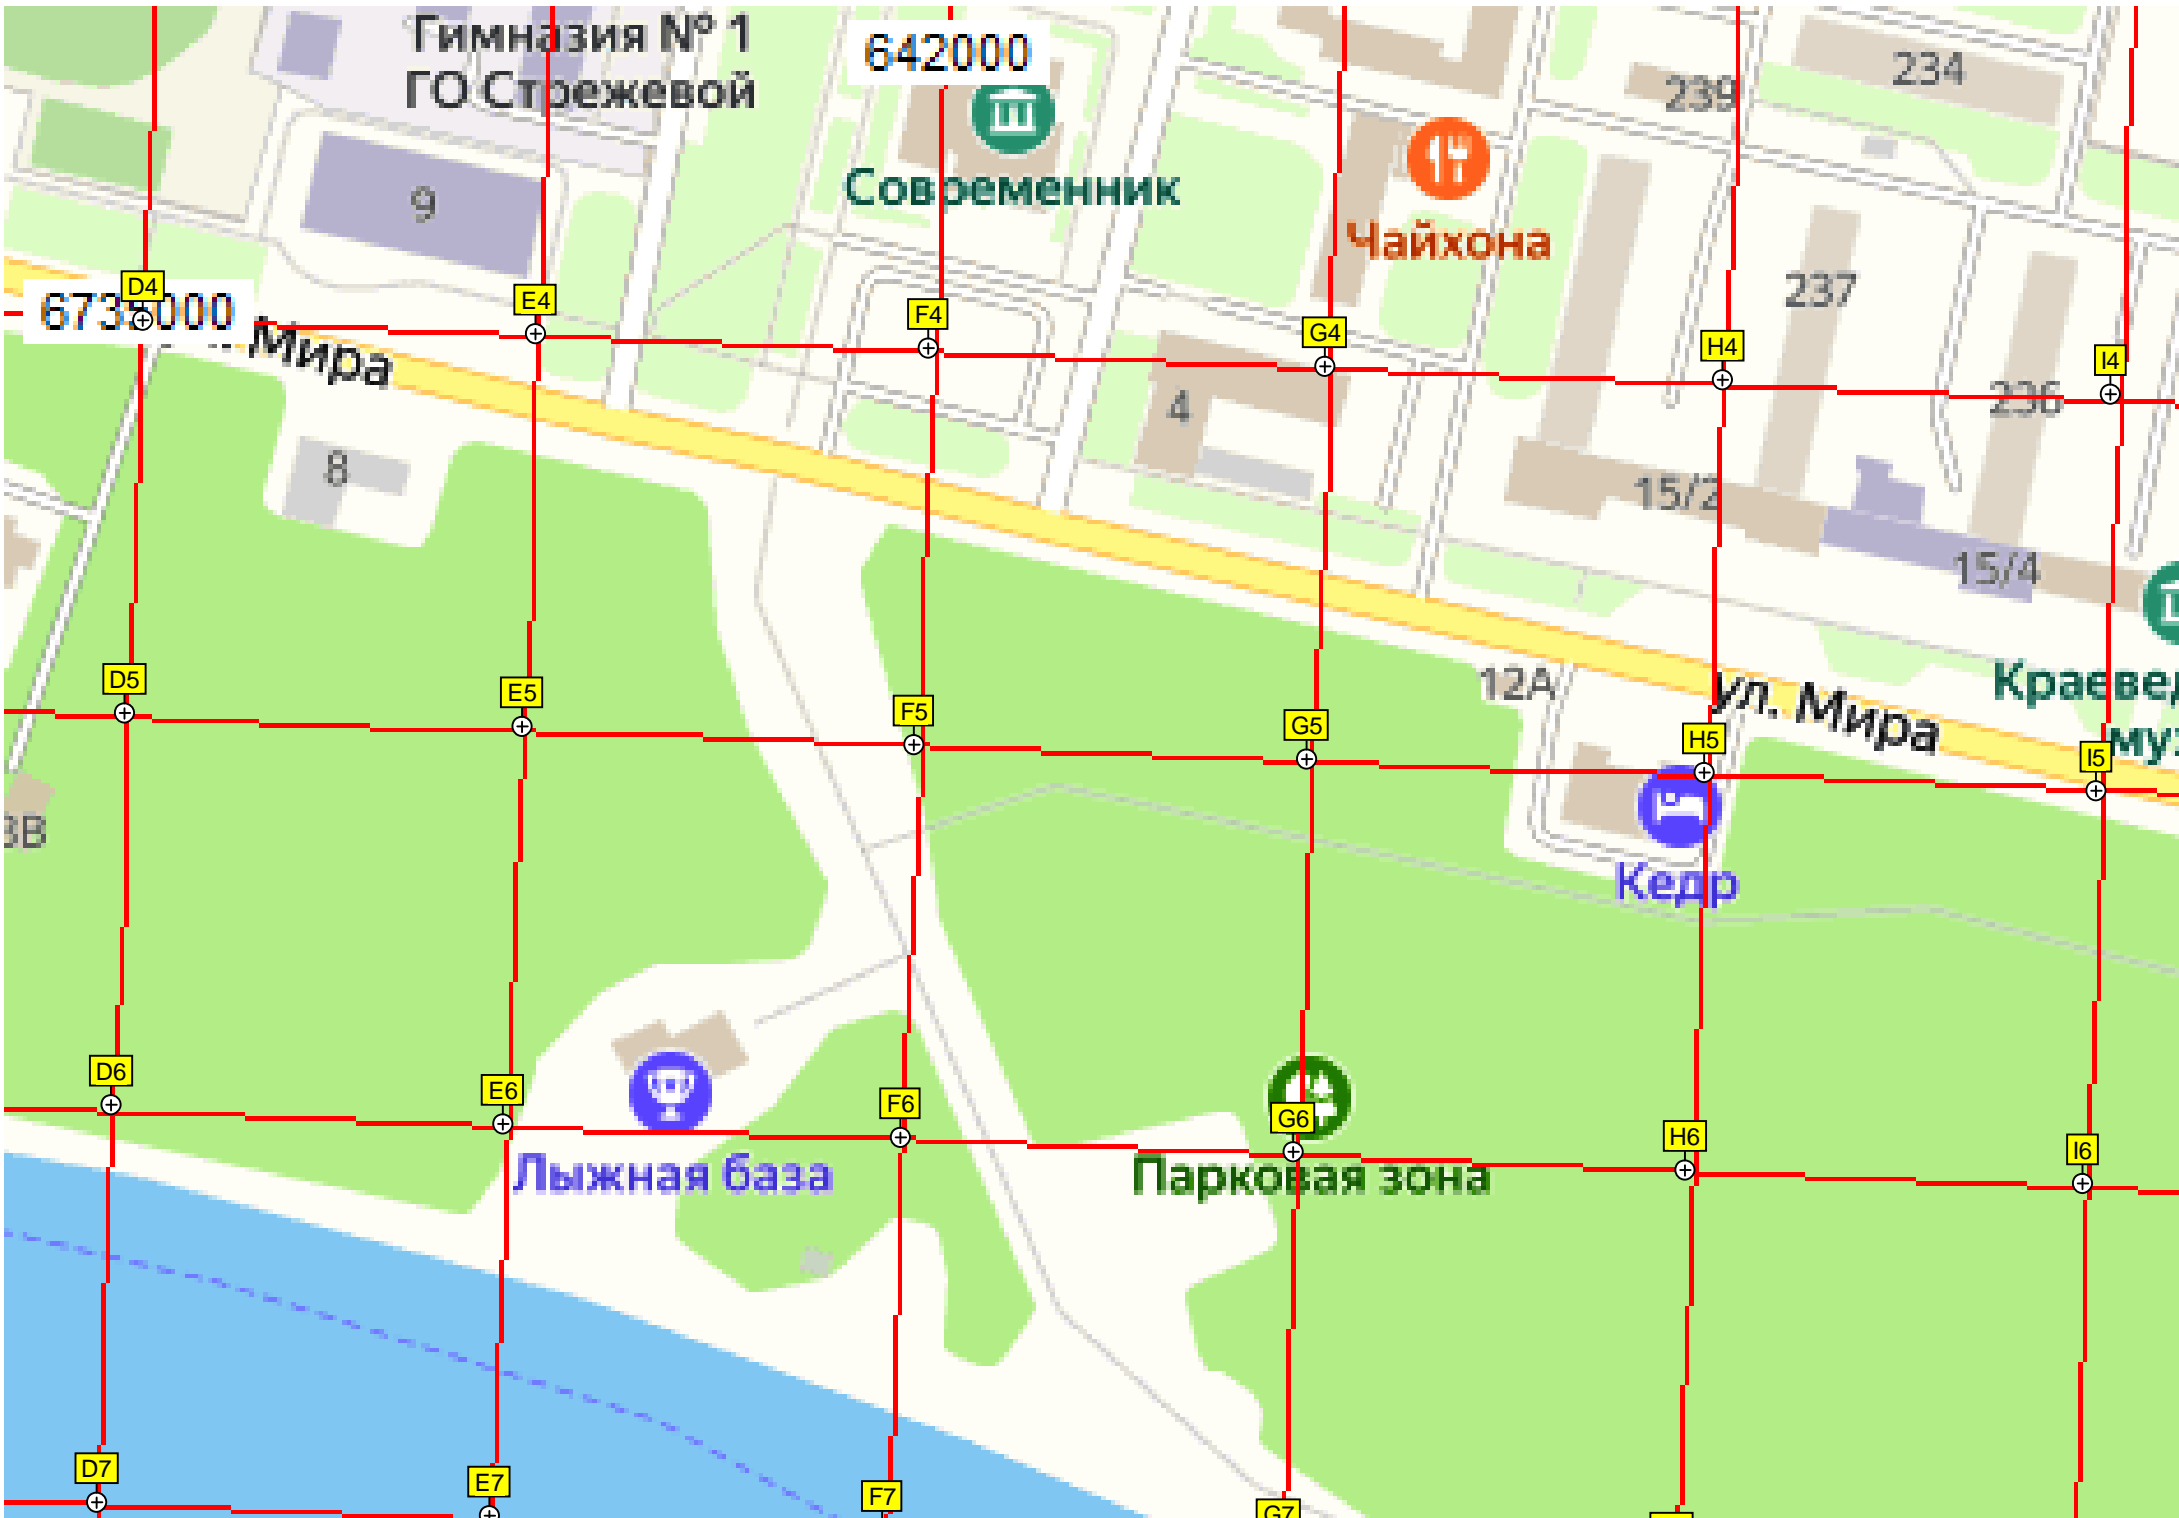 Гимназия № 1
ГО Стрежевой
642000
Современник
Чайхона
239
234
9
237
236
D4
E4
F4
G4
H4
I4
6735000
Мира
8
4
15/2
15/4
12А
ул. Мира
D5
E5
F5
G5
H5
I5
Кедр
D6
E6
F6
G6
H6
I6
Лыжная база
Парковая зона
D7
E7
F7
G7